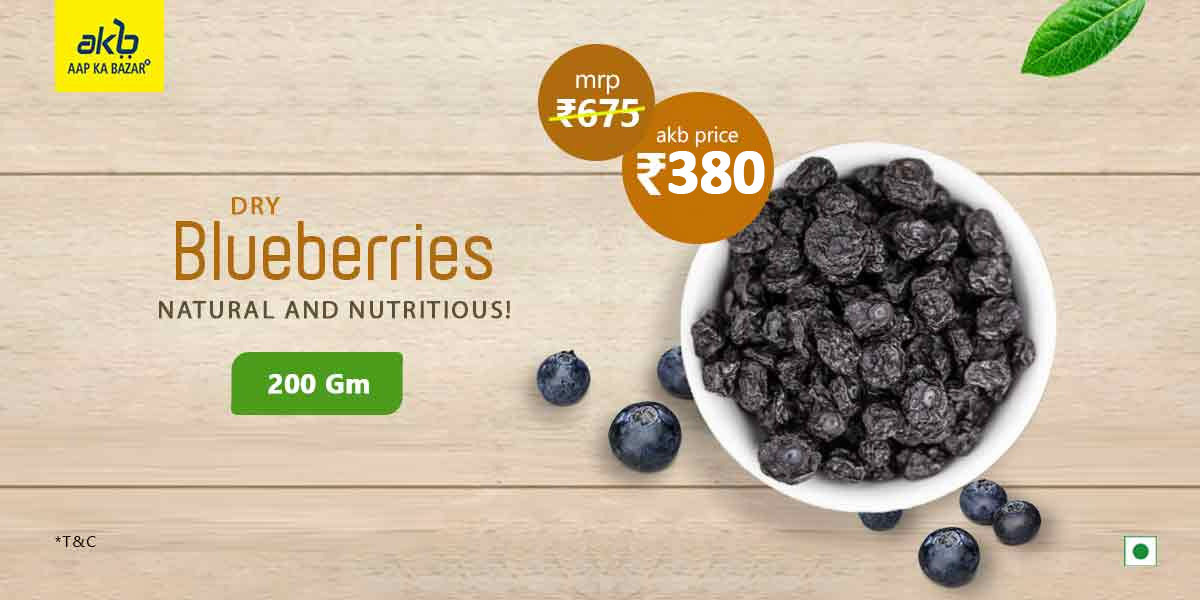 akb
AAP KA BAZAR
mrp
₹675
akb price
₹380
DRY
Blueberries
NATURAL AND NUTRITIOUS!
200 Gm
*T&C